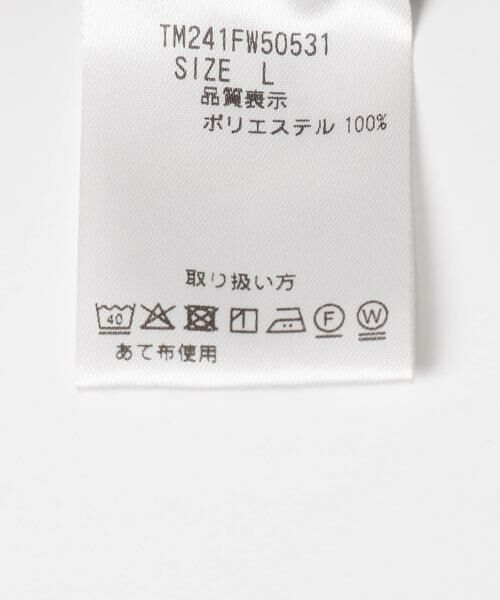 TM241FW50531
SIZE L
品質表示
ポリエステル 100%
取り扱い方
40 F W
あて布使用